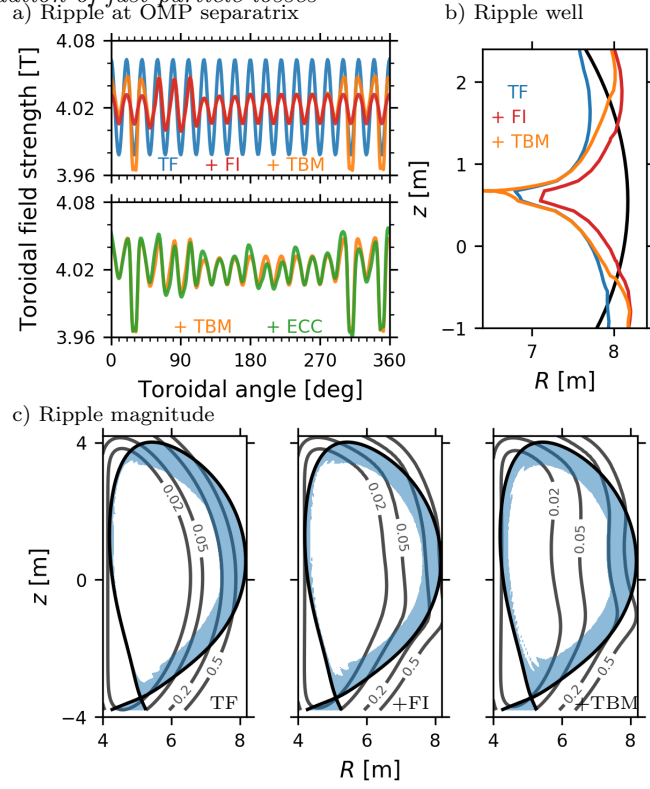 a) Ripple at OMP separatrix
b) Ripple well
Toroidal field strength [T]
4.08
4.02
3.96
TF + FI + TBM
4.08
4.02
3.96
+ TBM + ECC
0 90 180 270 360
Toroidal angle [deg]
z [m]
2
1
0
−1
TF
+ FI
+ TBM
7 8
R [m]
c) Ripple magnitude
z [m]
4
0
−4
0.02
0.05
0.2
0.5
TF
4 6 8
0.02
0.05
0.2
0.5
+FI
4 6 8
0.02
0.05
0.2
0.5
+TBM
4 6 8
R [m]